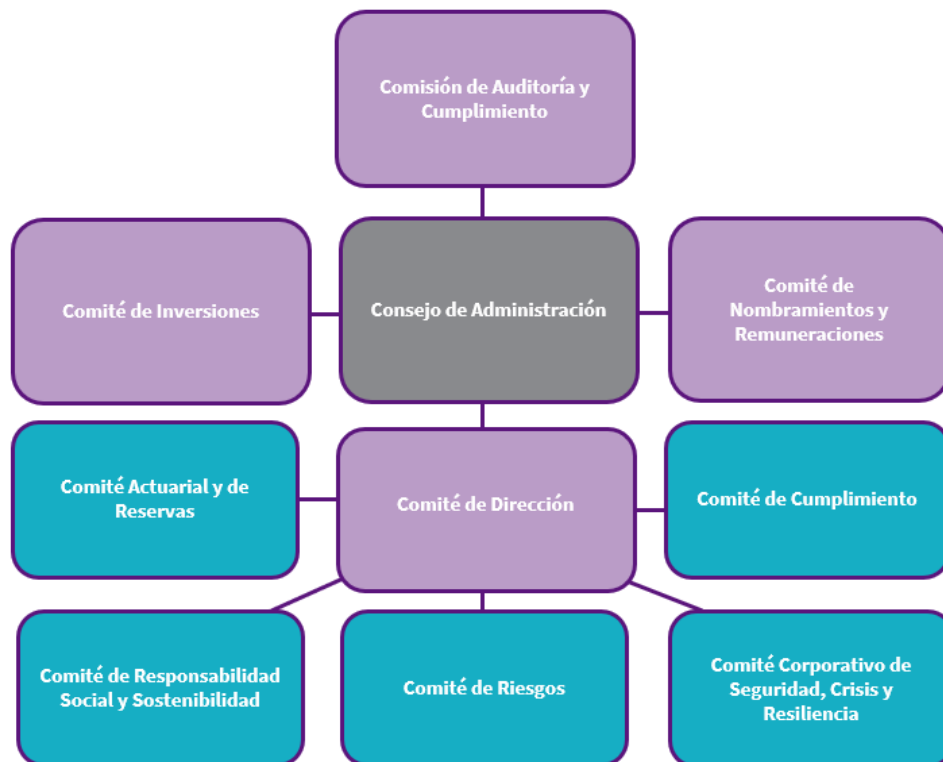 Comisión de Auditoría y
Cumplimiento
Comité de Inversiones
Consejo de Administración
Comité de
Nombramientos y
Remuneraciones
Comité Actuarial y de
Reservas
Comité de Dirección
Comité de Cumplimiento
Comité de Responsabilidad
Social y Sostenibilidad
Comité de Riesgos
Comité Corporativo de
Seguridad, Crisis y
Resiliencia